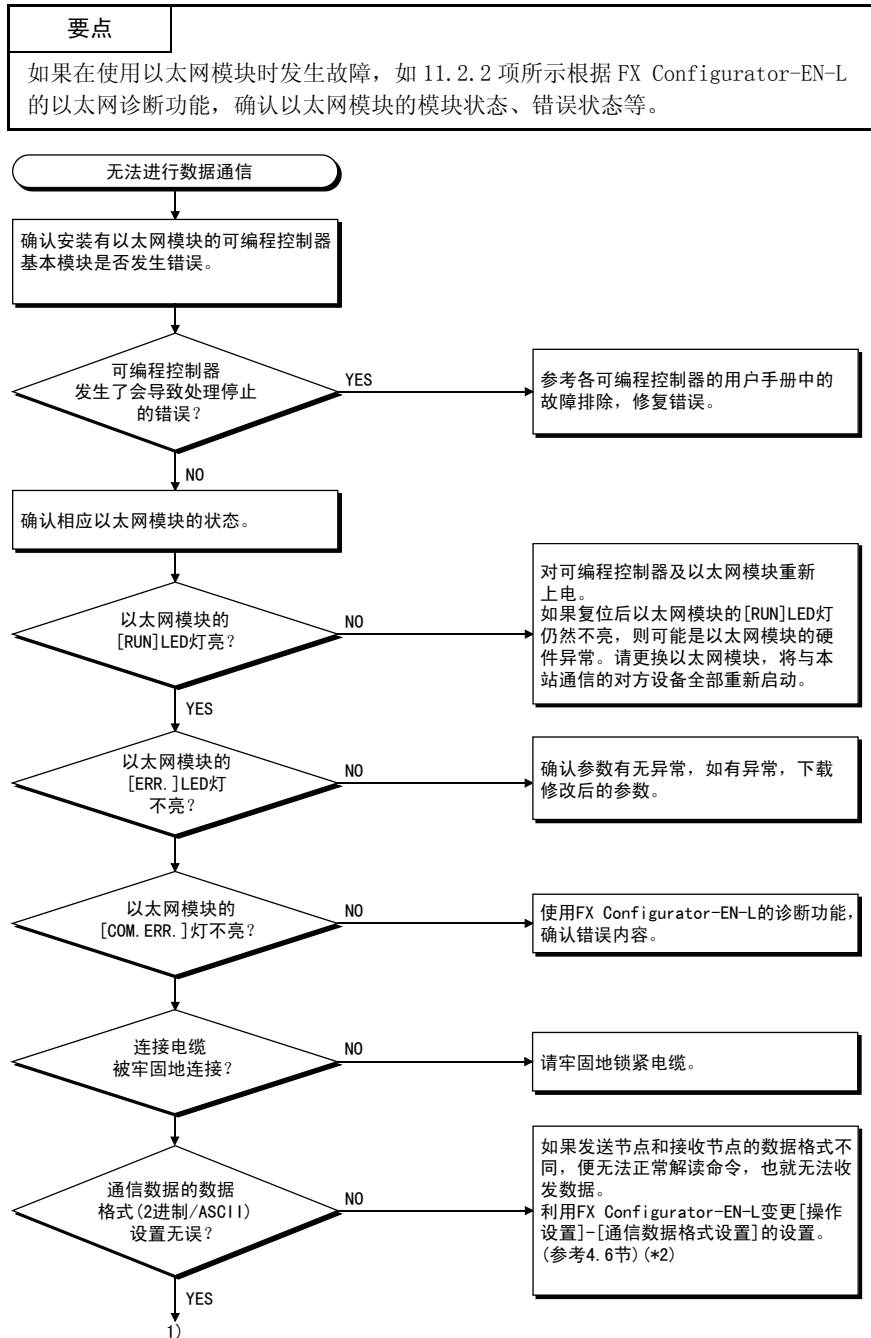 要点
如果在使用以太网模块时发生故障，如 11.2.2 项所示根据 FX Configurator-EN-L
的以太网诊断功能，确认以太网模块的模块状态、错误状态等。
无法进行数据通信
确认安装有以太网模块的可编程控制器
基本模块是否发生错误。
可编程控制器
发生了会导致处理停止
的错误？
YES
参考各可编程控制器的用户手册中的
故障排除，修复错误。
NO
确认相应以太网模块的状态。
以太网模块的
[RUN]LED灯亮？
NO
对可编程控制器及以太网模块重新
上电。
如果复位后以太网模块的[RUN]LED灯
仍然不亮，则可能是以太网模块的硬
件异常。请更换以太网模块，将与本
站通信的对方设备全部重新启动。
YES
以太网模块的
[ERR.]LED灯
不亮？
NO
确认参数有无异常，如有异常，下载
修改后的参数。
以太网模块的
[COM.ERR.]灯不亮？
NO
使用FX Configurator-EN-L的诊断功能，
确认错误内容。
连接电缆
被牢固地连接？
NO
请牢固地锁紧电缆。
通信数据的数据
格式(2进制/ASCII)
设置无误？
NO
如果发送节点和接收节点的数据格式不
同，便无法正常解读命令，也就无法收
发数据。
利用FX Configurator-EN-L变更[操作
设置]-[通信数据格式设置]的设置。
(参考4.6节)(*2)
YES
1)